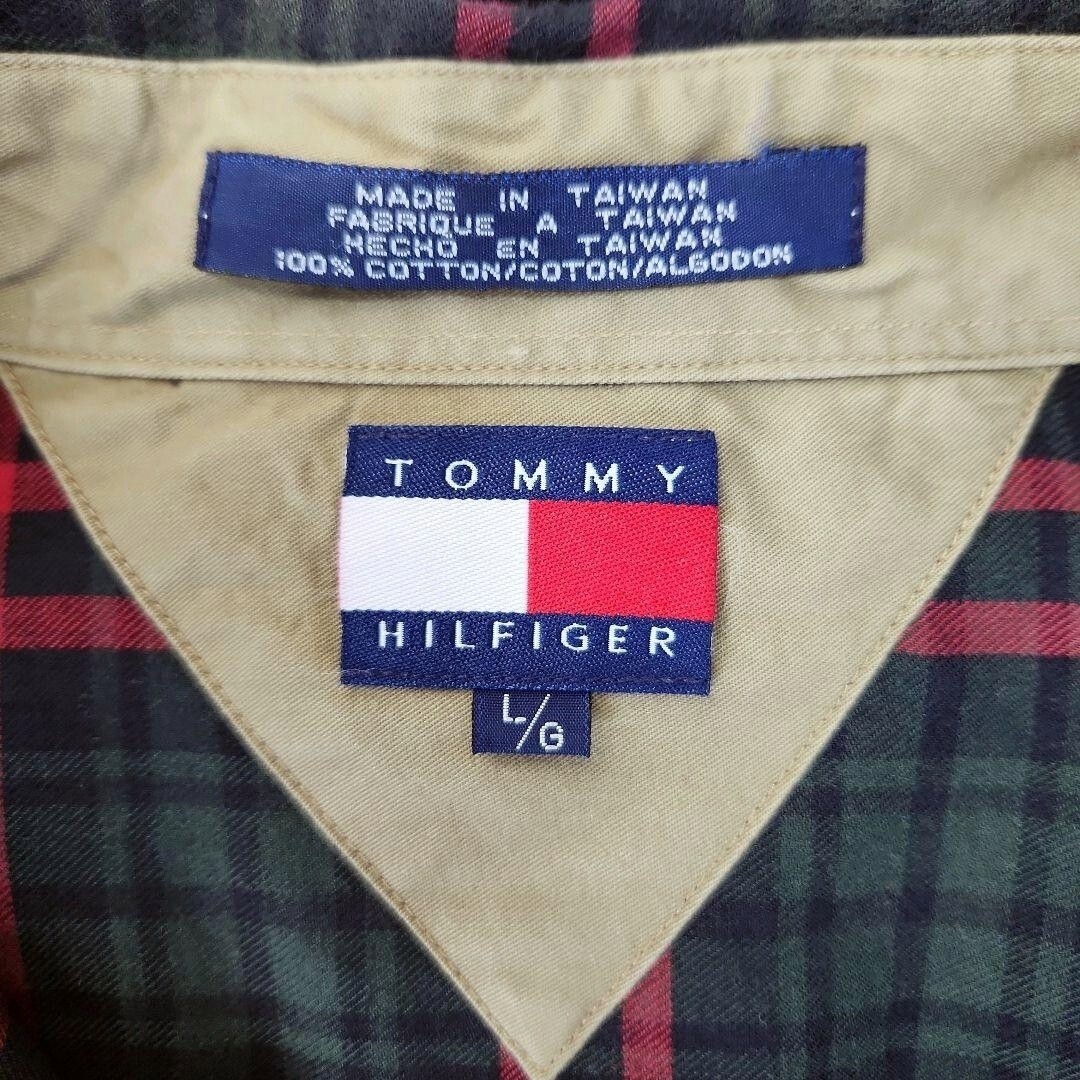 MADE IN TAIWAN
FABRIQUE A TAIWAN
HECHO EN TAIWAN
100% COTTON/COTON/ALGODON
TOMMY
HILFIGER
L/G